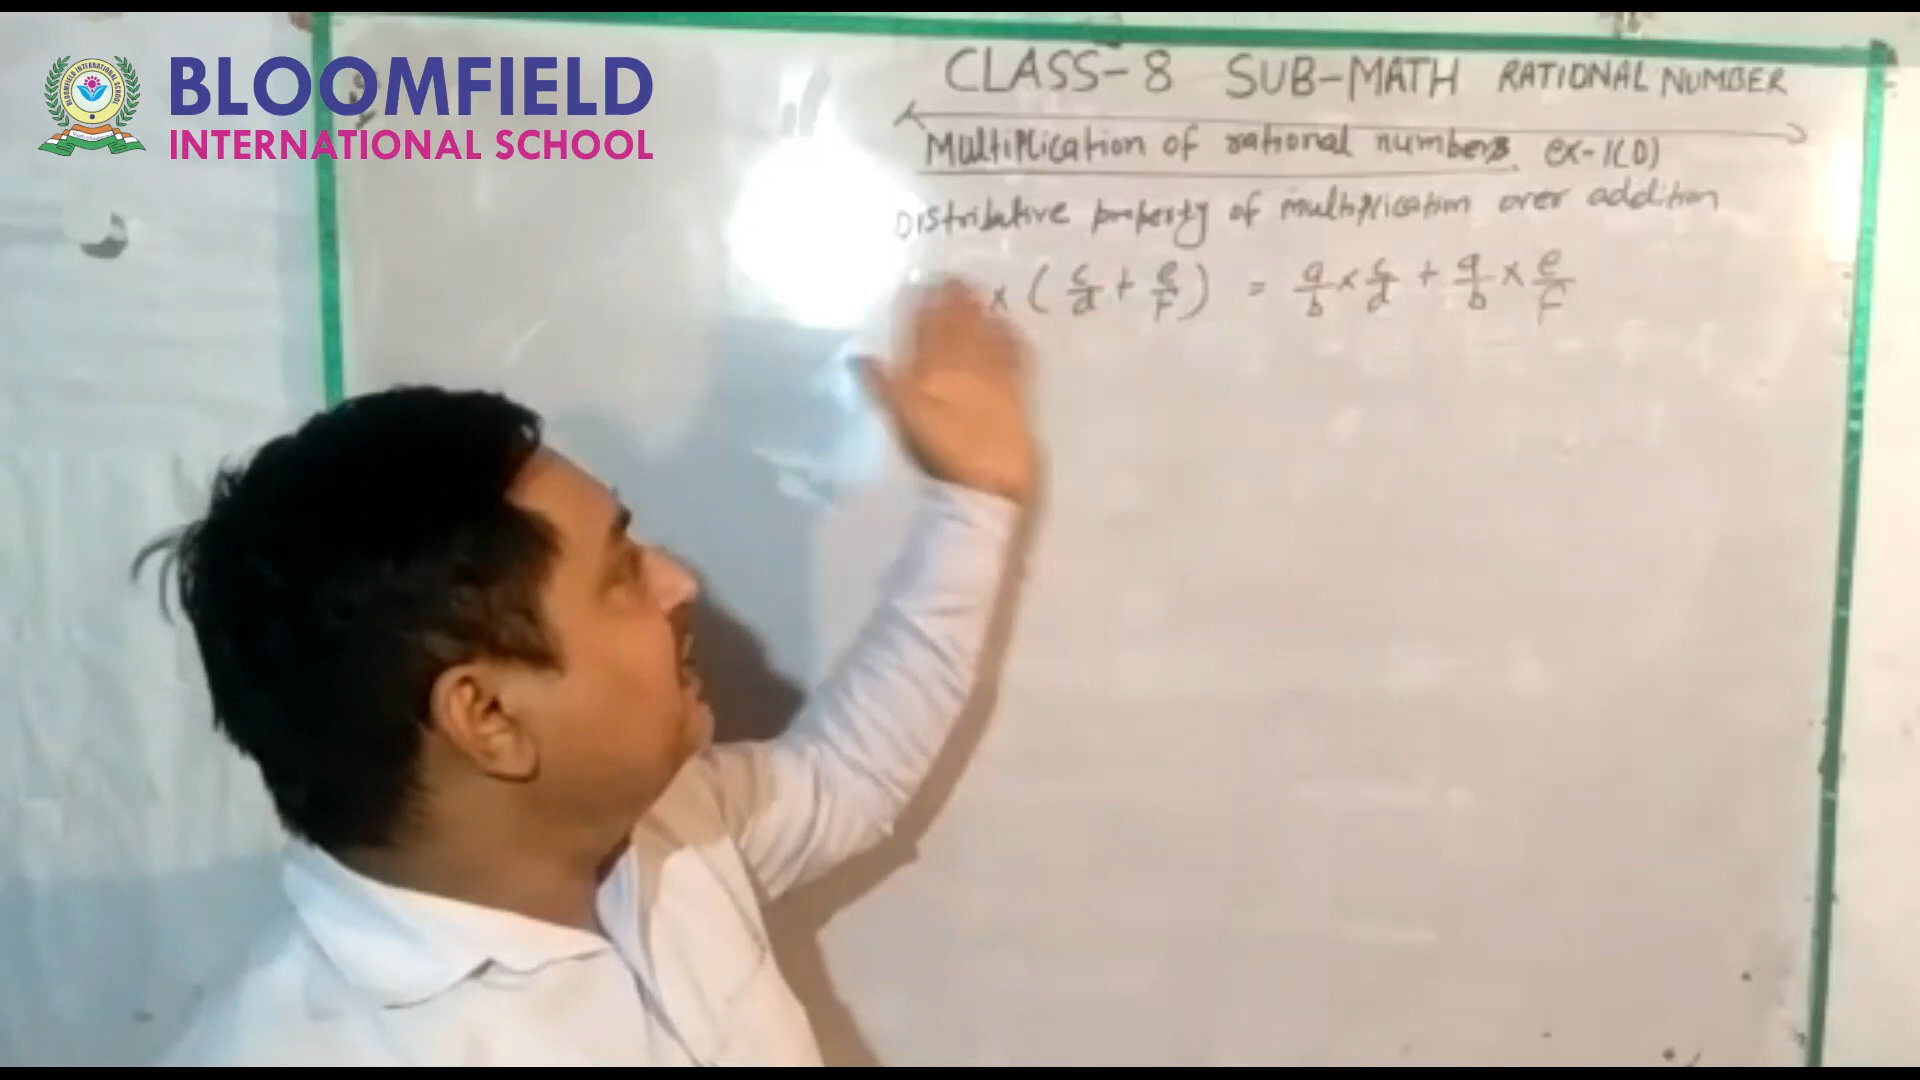 BLOOMFIELD
INTERNATIONAL SCHOOL
CLASS-8 SUB-MATH RATIONAL NUMBER
Multiplication of rational numbers. ex-1(D)
Distributive property of multiplication over addition
× (c/d + e/f) = a/b × c/d + a/b × e/f